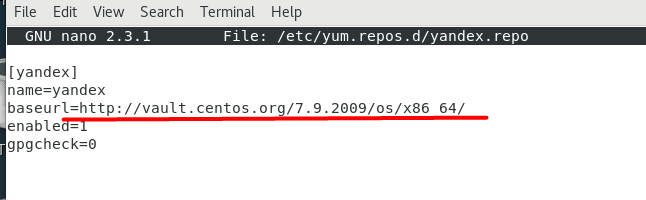 File Edit View Search Terminal Help
GNU nano 2.3.1 File: /etc/yum.repos.d/yandex.repo
[yandex]
name=yandex
baseurl=http://vault.centos.org/7.9.2009/os/x86_64/
enabled=1
gpgcheck=0